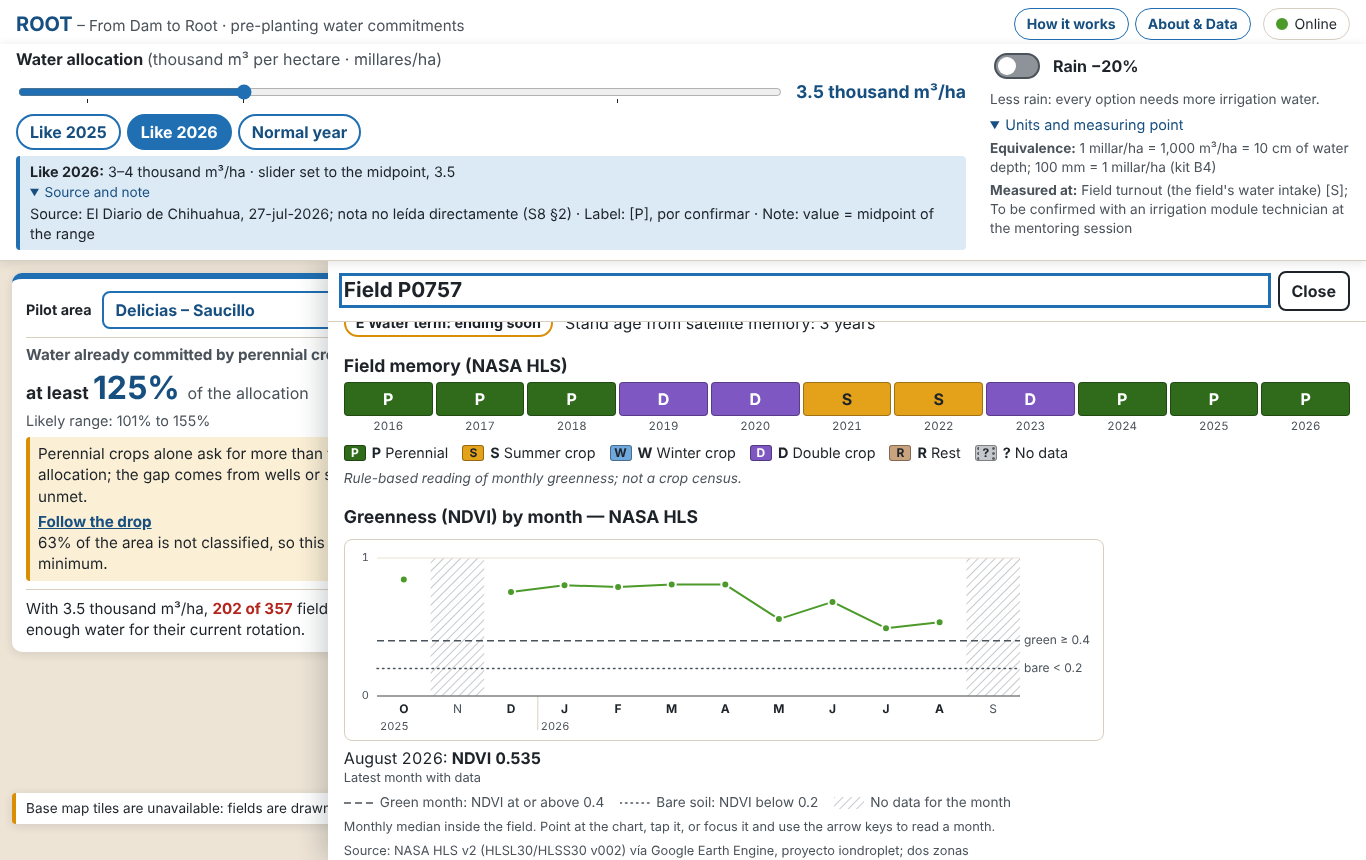 ROOT – From Dam to Root · pre-planting water commitments
How it works
About & Data
Online
Water allocation (thousand m³ per hectare · millares/ha)
3.5 thousand m³/ha
Like 2025
Like 2026
Normal year
Like 2026: 3–4 thousand m³/ha · slider set to the midpoint, 3.5
▼ Source and note
Source: El Diario de Chihuahua, 27-jul-2026; nota no leída directamente (S8 §2) · Label: [P], por confirmar · Note: value = midpoint of
the range
Rain −20%
Less rain: every option needs more irrigation water.
▼ Units and measuring point
Equivalence: 1 millar/ha = 1,000 m³/ha = 10 cm of water
depth; 100 mm = 1 millar/ha (kit B4)
Measured at: Field turnout (the field's water intake) [S];
To be confirmed with an irrigation module technician at
the mentoring session
Pilot area
Delicias – Saucillo
Water already committed by perennial
at least 125% of the allocation
Likely range: 101% to 155%
Perennial crops alone ask for more than
allocation; the gap comes from wells or
unmet.
Follow the drop
63% of the area is not classified, so this
minimum.
With 3.5 thousand m³/ha, 202 of 357 field
enough water for their current rotation.
Base map tiles are unavailable: fields are drawn
Field P0757
Close
E Water term: ending soon
Stand age from satellite memory: 3 years
Field memory (NASA HLS)
P P P D D S S D P P P
2016 2017 2018 2019 2020 2021 2022 2023 2024 2025 2026
P P Perennial S S Summer crop W W Winter crop D D Double crop R R Rest ? ? No data
Rule-based reading of monthly greenness; not a crop census.
Greenness (NDVI) by month — NASA HLS
1
green ≥ 0.4
bare < 0.2
0
O N D J F M A M J J A S
2025 2026
August 2026: NDVI 0.535
Latest month with data
Green month: NDVI at or above 0.4 Bare soil: NDVI below 0.2 No data for the month
Monthly median inside the field. Point at the chart, tap it, or focus it and use the arrow keys to read a month.
Source: NASA HLS v2 (HLSL30/HLSS30 v002) vía Google Earth Engine, proyecto iondroplet; dos zonas